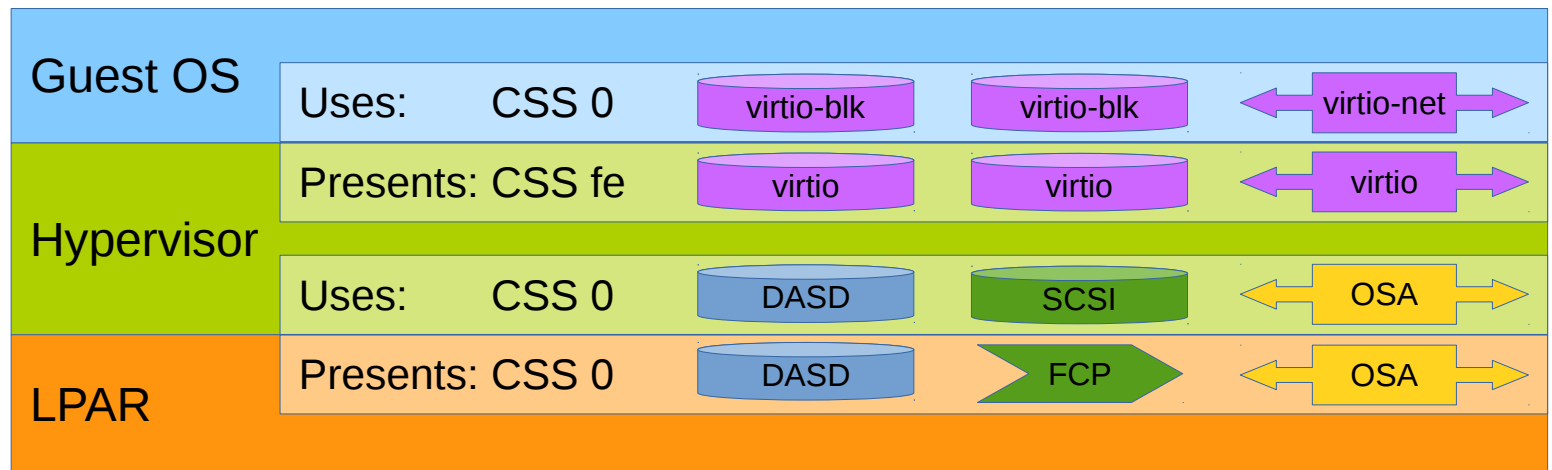 Guest OS
Uses: CSS 0 virtio-blk virtio-blk virtio-net
Hypervisor
Presents: CSS fe virtio virtio virtio
Uses: CSS 0 DASD SCSI OSA
LPAR
Presents: CSS 0 DASD FCP OSA